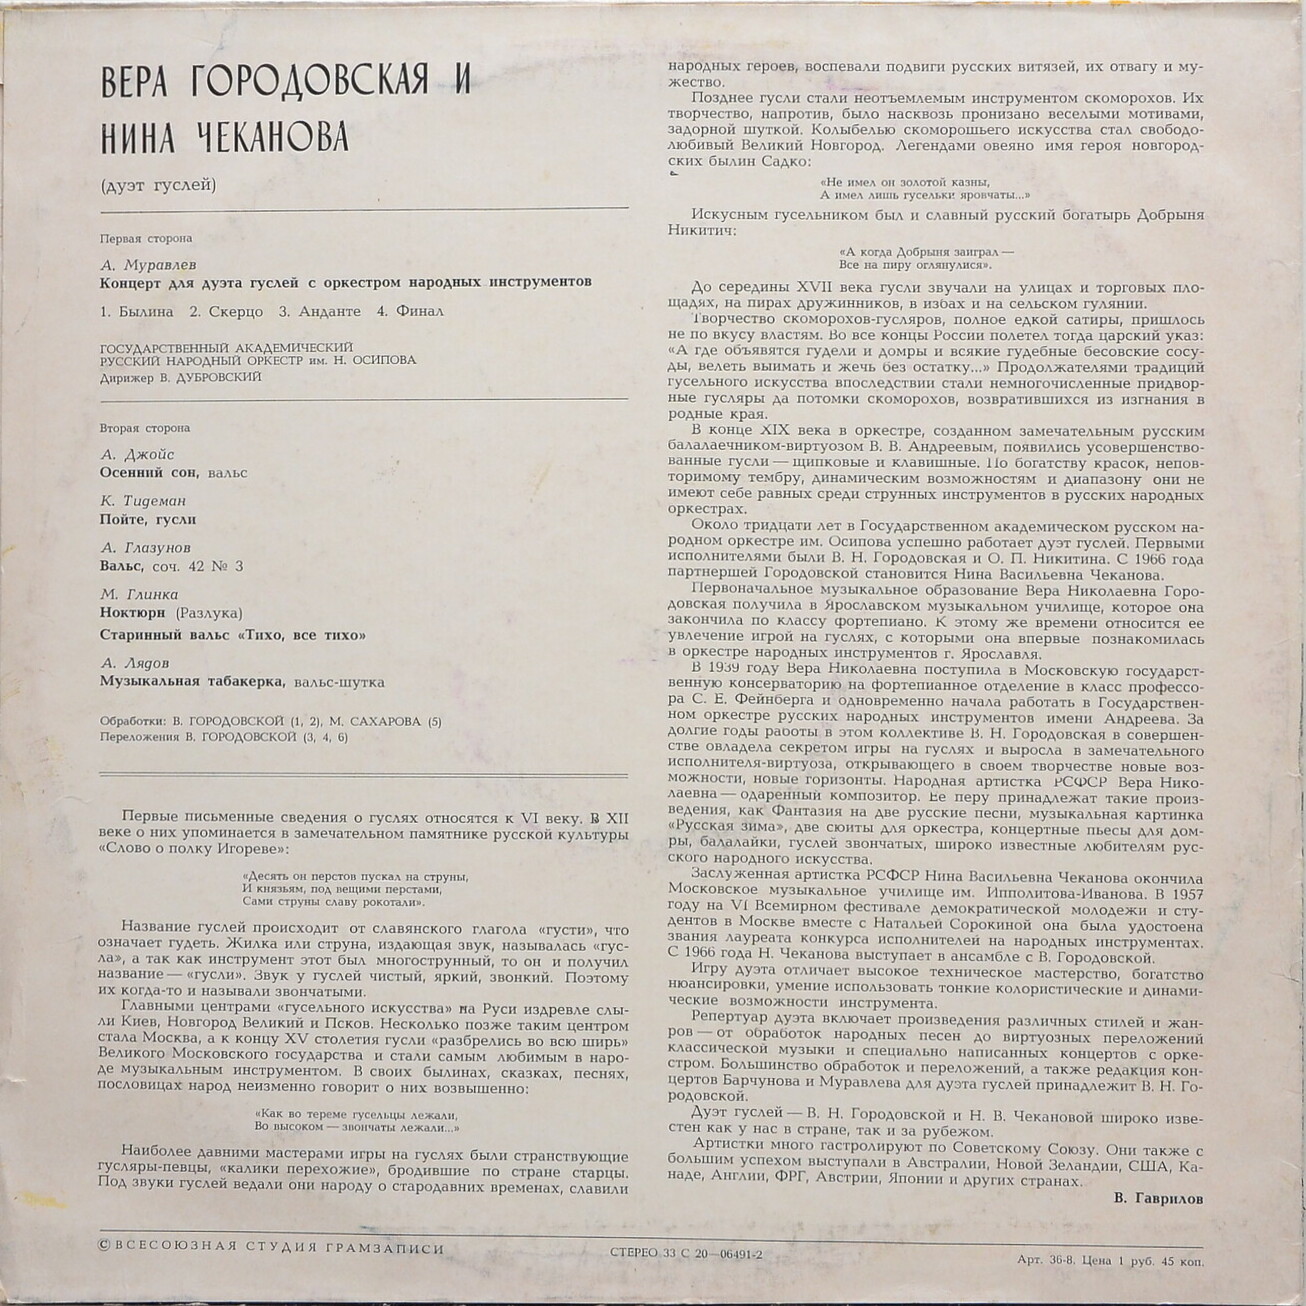 ВЕРА ГОРОДОВСКАЯ И
НИНА ЧЕКАНОВА
(дуэт гуслей)
Первая сторона
А. Муравлев
Концерт для дуэта гуслей с оркестром народных инструментов
1. Былина 2. Скерцо 3. Анданте 4. Финал
ГОСУДАРСТВЕННЫЙ АКАДЕМИЧЕСКИЙ
РУССКИЙ НАРОДНЫЙ ОРКЕСТР им. Н. ОСИПОВА
Дирижер В. ДУБРОВСКИЙ
Вторая сторона
А. Джойс
Осенний сон, вальс
К. Тидеман
Пойте, гусли
А. Глазунов
Вальс, соч. 42 № 3
М. Глинка
Ноктюрн (Разлука)
Старинный вальс «Тихо, все тихо»
А. Лядов
Музыкальная табакерка, вальс-шутка
Обработки: В. ГОРОДОВСКОЙ (1, 2), М. САХАРОВА (5)
Переложения В. ГОРОДОВСКОЙ (3, 4, 6)
Первые письменные сведения о гуслях относятся к VI веку. В XII
веке о них упоминается в замечательном памятнике русской культуры
«Слово о полку Игореве»:
«Десять он перстов пускал на струны,
И князьям, под вещими перстами,
Сами струны славу рокотали».
Название гуслей происходит от славянского глагола «густи», что
означает гудеть. Жилка или струна, издающая звук, называлась «гус-
ла», а так как инструмент этот был многострунный, то он и получил
название — «гусли». Звук у гуслей чистый, яркий, звонкий. Поэтому
их когда-то и называли звончатыми.
Главными центрами «гусельного искусства» на Руси издревле слы-
ли Киев, Новгород Великий и Псков. Несколько позже таким центром
стала Москва, а к концу XV столетия гусли «разбрелись во всю ширь»
Великого Московского государства и стали самым любимым в наро-
де музыкальным инструментом. В своих былинах, сказках, песнях,
пословицах народ неизменно говорит о них возвышенно:
«Как во тереме гусельцы лежали,
Во высоком — звончаты лежали...»
Наиболее давними мастерами игры на гуслях были странствующие
гусляры-певцы, «калики перехожие», бродившие по стране старцы.
Под звуки гуслей ведали они народу о стародавних временах, славили
народных героев, воспевали подвиги русских витязей, их отвагу и му-
жество.
Позднее гусли стали неотъемлемым инструментом скоморохов. Их
творчество, напротив, было насквозь пронизано веселыми мотивами,
задорной шуткой. Колыбелью скоморошьего искусства стал свободо-
любивый Великий Новгород. Легендами овеяно имя героя новгород-
ских былин Садко:
«Не имел он золотой казны,
А имел лишь гусельки яровчаты...»
Искусным гусельником был и славный русский богатырь Добрыня
Никитич:
«А когда Добрыня заиграл —
Все на пиру оглянулися».
До середины XVII века гусли звучали на улицах и торговых пло-
щадях, на пирах дружинников, в избах и на сельском гулянии.
Творчество скоморохов-гусляров, полное едкой сатиры, пришлось
не по вкусу властям. Во все концы России полетел тогда царский указ:
«А где объявятся гудели и домры и всякие гудебные бесовские сосу-
ды, велеть выимать и жечь без остатку...» Продолжателями традиций
гусельного искусства впоследствии стали немногочисленные придвор-
ные гусляры да потомки скоморохов, возвратившихся из изгнания в
родные края.
В конце XIX века в оркестре, созданном замечательным русским
балалаечником-виртуозом В. В. Андреевым, появились усовершенство-
ванные гусли — щипковые и клавишные. По богатству красок, непов-
торимому тембру, динамическим возможностям и диапазону они не
имеют себе равных среди струнных инструментов в русских народных
оркестрах.
Около тридцати лет в Государственном академическом русском на-
родном оркестре им. Осипова успешно работает дуэт гуслей. Первыми
исполнителями были В. Н. Городовская и О. П. Никитина. С 1966 года
партнершей Городовской становится Нина Васильевна Чеканова.
Первоначальное музыкальное образование Вера Николаевна Горо-
довская получила в Ярославском музыкальном училище, которое она
закончила по классу фортепиано. К этому же времени относится ее
увлечение игрой на гуслях, с которыми она впервые познакомилась
в оркестре народных инструментов г. Ярославля.
В 1939 году Вера Николаевна поступила в Московскую государст-
венную консерваторию на фортепианное отделение в класс профессо-
ра С. Е. Фейнберга и одновременно начала работать в Государствен-
ном оркестре русских народных инструментов имени Андреева. За
долгие годы работы в этом коллективе В. Н. Городовская в совершен-
стве овладела секретом игры на гуслях и выросла в замечательного
исполнителя-виртуоза, открывающего в своем творчестве новые воз-
можности, новые горизонты. Народная артистка РСФСР Вера Нико-
лаевна — одаренный композитор. Ее перу принадлежат такие произ-
ведения, как Фантазия на две русские песни, музыкальная картинка
«Русская зима», две сюиты для оркестра, концертные пьесы для дом-
ры, балалайки, гуслей звончатых, широко известные любителям рус-
ского народного искусства.
Заслуженная артистка РСФСР Нина Васильевна Чеканова окончила
Московское музыкальное училище им. Ипполитова-Иванова. В 1957
году на VI Всемирном фестивале демократической молодежи и сту-
дентов в Москве вместе с Натальей Сорокиной она была удостоена
звания лауреата конкурса исполнителей на народных инструментах.
С 1966 года Н. Чеканова выступает в ансамбле с В. Городовской.
Игру дуэта отличает высокое техническое мастерство, богатство
нюансировки, умение использовать тонкие колористические и динами-
ческие возможности инструмента.
Репертуар дуэта включает произведения различных стилей и жан-
ров — от обработок народных песен до виртуозных переложений
классической музыки и специально написанных концертов с орке-
стром. Большинство обработок и переложений, а также редакция кон-
цертов Барчунова и Муравлева для дуэта гуслей принадлежит В. Н. Го-
родовской.
Дуэт гуслей — В. Н. Городовской и Н. В. Чекановой широко изве-
стен как у нас в стране, так и за рубежом.
Артистки много гастролируют по Советскому Союзу. Они также с
большим успехом выступали в Австралии, Новой Зеландии, США, Ка-
наде, Англии, ФРГ, Австрии, Японии и других странах.
В. Гаврилов
© ВСЕСОЮЗНАЯ СТУДИЯ ГРАМЗАПИСИ
СТЕРЕО 33 С 20—06491-2
Арт. 36-8. Цена 1 руб. 45 коп.